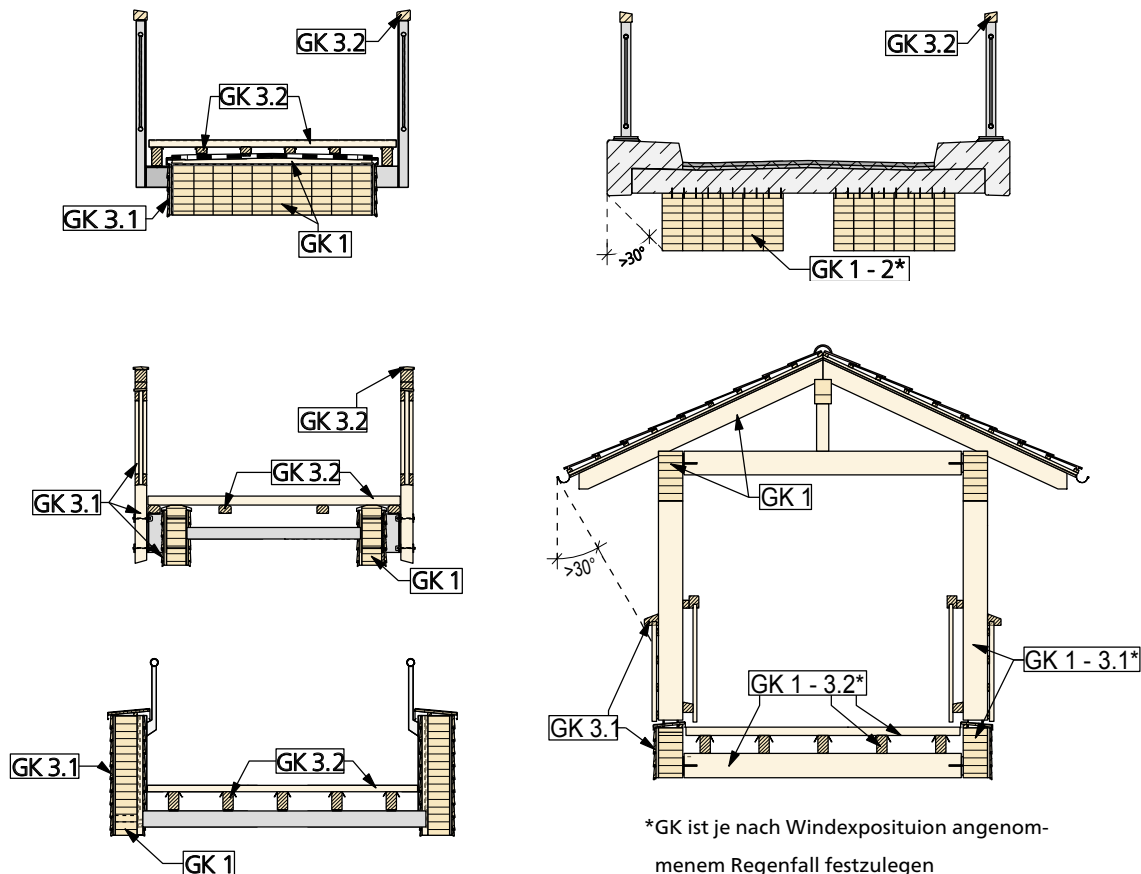 GK 3.2
GK 3.2
GK 3.1
GK 1
GK 3.2
>30°
GK 1 - 2*
GK 3.2
GK 3.2
GK 3.1
GK 1
GK 1
>30°
GK 1 - 3.1*
GK 1 - 3.2*
GK 3.1
GK 3.1
GK 3.2
GK 1
*GK ist je nach Windexposituion angenom-
menem Regenfall festzulegen